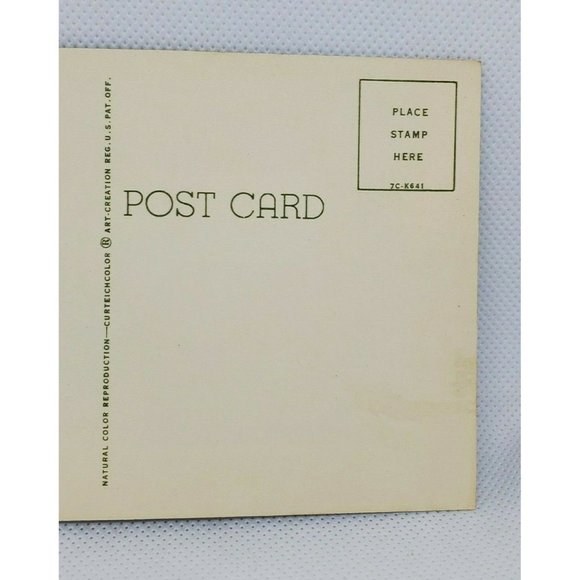 PLACE
STAMP
HERE
7C-K641
POST CARD
NATURAL COLOR REPRODUCTION—CURTEICHCOLOR ® ART-CREATION REG. U.S. PAT. OFF.